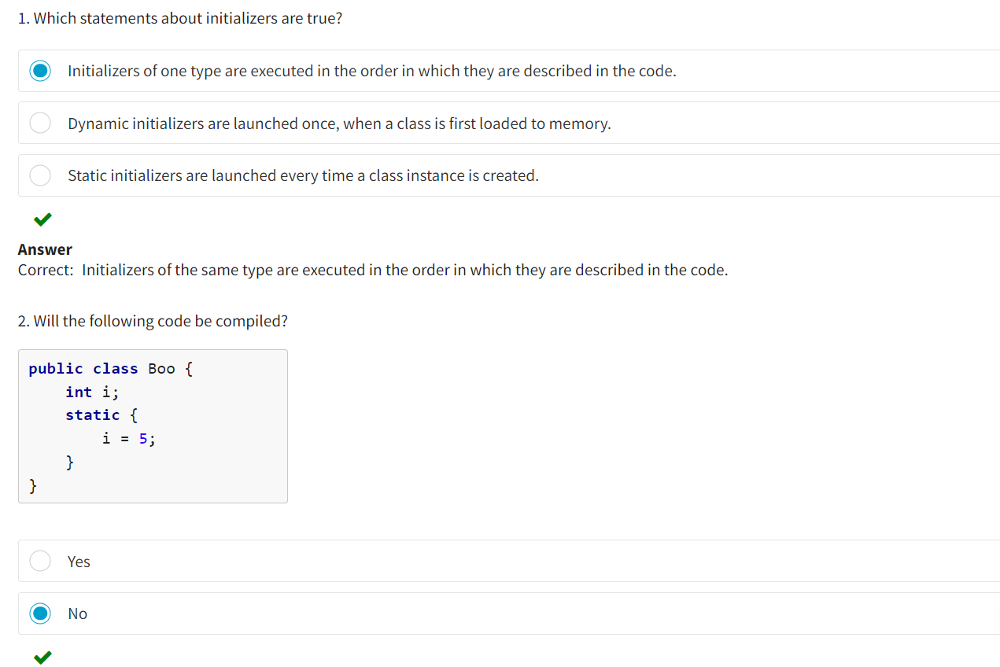 1. Which statements about initializers are true?
Initializers of one type are executed in the order in which they are described in the code.
Dynamic initializers are launched once, when a class is first loaded to memory.
Static initializers are launched every time a class instance is created.
Answer
Correct:  Initializers of the same type are executed in the order in which they are described in the code.
2. Will the following code be compiled?
public class Boo {
    int i;
    static {
        i = 5;
    }
}
Yes
No